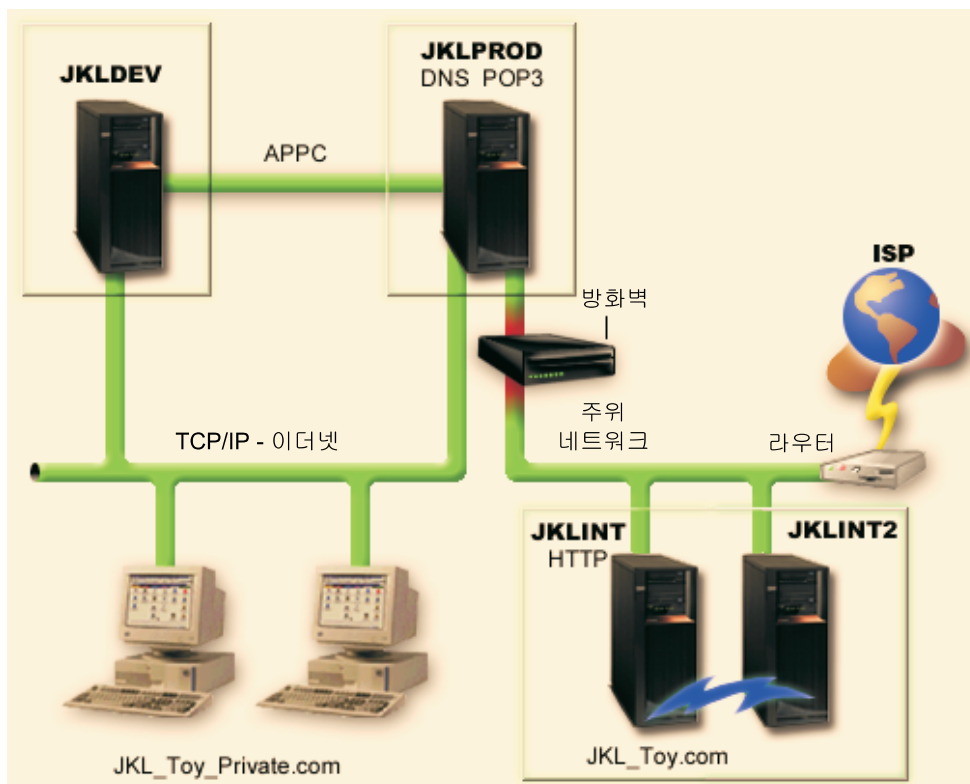 JKLDEV
JKLPROD
DNS POP3
APPC
ISP
방화벽
주위
네트워크
TCP/IP - 이더넷
라우터
JKLINT
HTTP
JKLINT2
JKL_Toy.com
JKL_Toy_Private.com